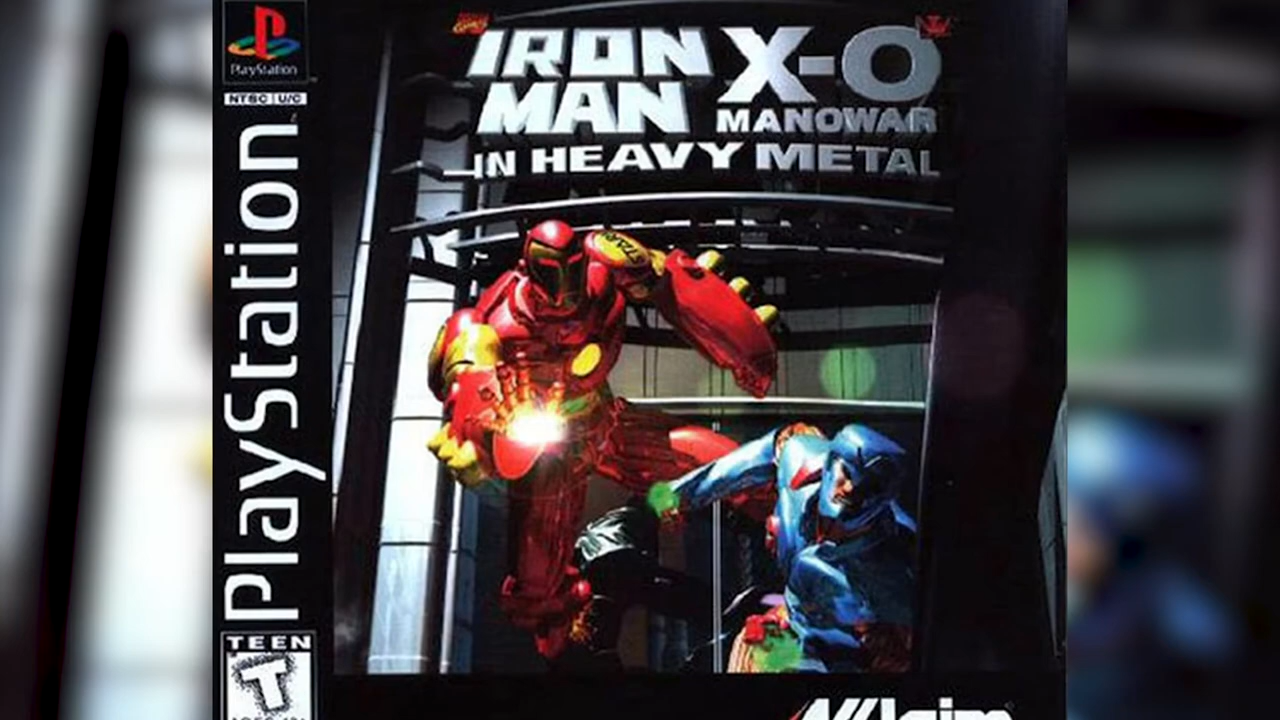 PlayStation
NTSC U/C
PlayStation
IRON MAN X-O
MANOWAR
IN HEAVY METAL
TEEN
T
Acclaim